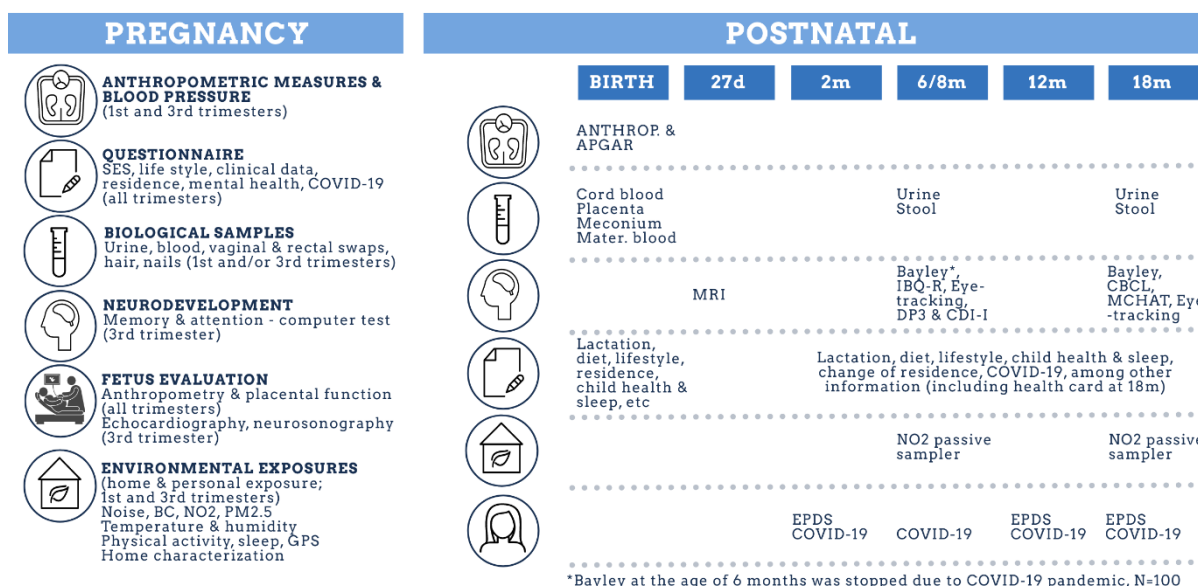 PREGNANCY
ANTHROPOMETRIC MEASURES &
BLOOD PRESSURE
(1st and 3rd trimesters)
QUESTIONNAIRE
SES, life style, clinical data,
residence, mental health, COVID-19
(all trimesters)
BIOLOGICAL SAMPLES
Urine, blood, vaginal & rectal swaps,
hair, nails (1st and/or 3rd trimesters)
NEURODEVELOPMENT
Memory & attention - computer test
(3rd trimester)
FETUS EVALUATION
Anthropometry & placental function
(all trimesters)
Echocardiography, neurosonography
(3rd trimester)
ENVIRONMENTAL EXPOSURES
(home & personal exposure;
1st and 3rd trimesters)
Noise, BC, NO2, PM2.5
Temperature & humidity
Physical activity, sleep, GPS
Home characterization
POSTNATAL
BIRTH 27d 2m 6/8m 12m 18m
ANTHROP. &
APGAR
Cord blood
Placenta
Meconium
Mater. blood
Urine
Stool
Urine
Stool
MRI
Bayley*,
IBQ-R, Eye-
tracking,
DP3 & CDI-I
Bayley,
CBCL,
MCHAT, Eye
-tracking
Lactation,
diet, lifestyle,
residence,
child health &
sleep, etc
Lactation, diet, lifestyle, child health & sleep,
change of residence, COVID-19, among other
information (including health card at 18m)
NO2 passive
sampler
NO2 passive
sampler
EPDS
COVID-19
COVID-19
EPDS
COVID-19
EPDS
COVID-19
*Bayley at the age of 6 months was stopped due to COVID-19 pandemic, N=100